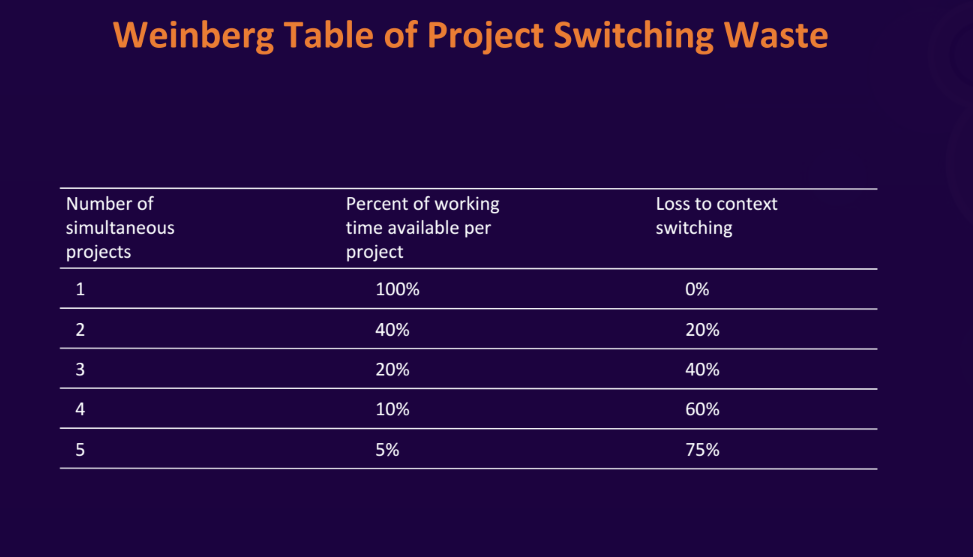 Weinberg Table of Project Switching Waste
Number of simultaneous projects Percent of working time available per project Loss to context switching
1 100% 0%
2 40% 20%
3 20% 40%
4 10% 60%
5 5% 75%